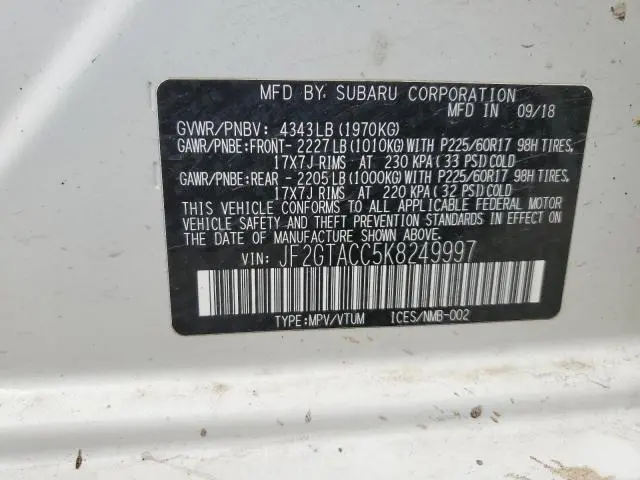 MFD BY: SUBARU CORPORATION
MFD IN 09/18
GVWR/PNBV: 4343LB (1970KG)
GAWR/PNBE:FRONT- 2227LB (1010KG) WITH P225/60R17 98H TIRES,
17X7J RIMS AT 230 KPA (33 PSI) COLD
GAWR/PNBE:REAR - 2205LB (1000KG) WITH P225/60R17 98H TIRES,
17X7J RIMS AT 220 KPA (32 PSI) COLD
THIS VEHICLE CONFORMS TO ALL APPLICABLE FEDERAL MOTOR
VEHICLE SAFETY AND THEFT PREVENTION STANDARDS IN EFFECT ON
THE DATE OF MANUFACTURE SHOWN ABOVE.
VIN: JF2GTACC5K8249997
TYPE:MPV/VTUM ICES/NMB-002